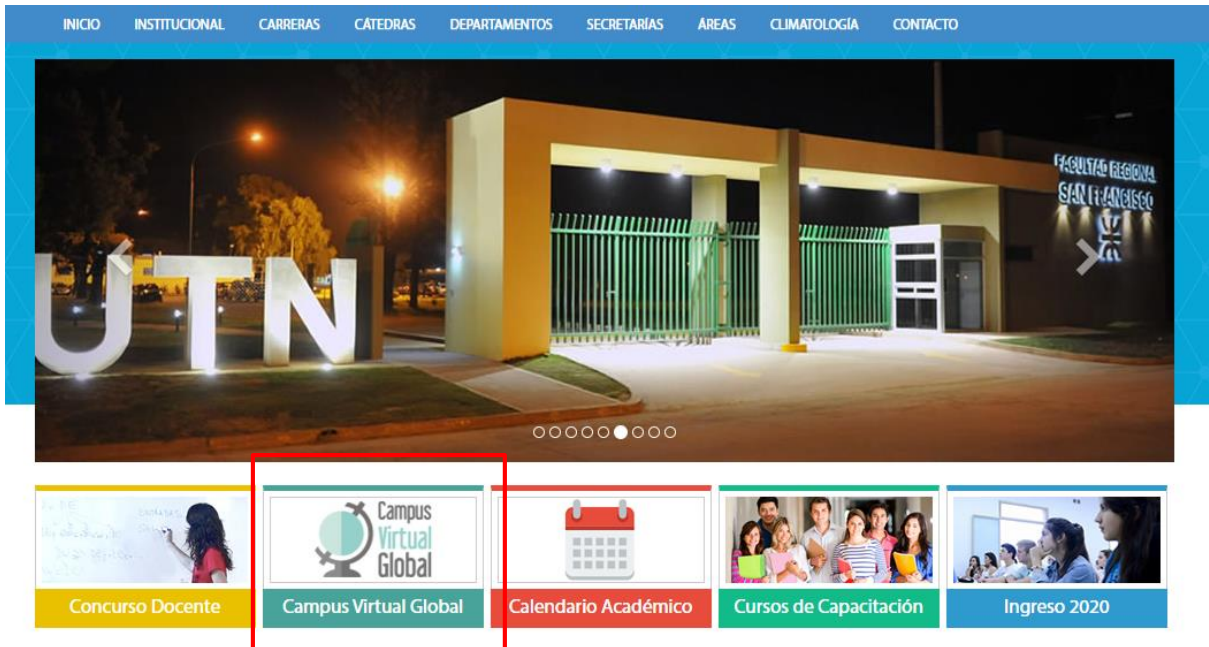 INICIO INSTITUCIONAL CARRERAS CÁTEDRAS DEPARTAMENTOS SECRETARÍAS ÁREAS CLIMATOLOGÍA CONTACTO
FACULTAD REGIONAL
SAN FRANCISCO
UTN
Campus
Virtual
Global
Concurso Docente
Campus Virtual Global
Calendario Académico
Cursos de Capacitación
Ingreso 2020